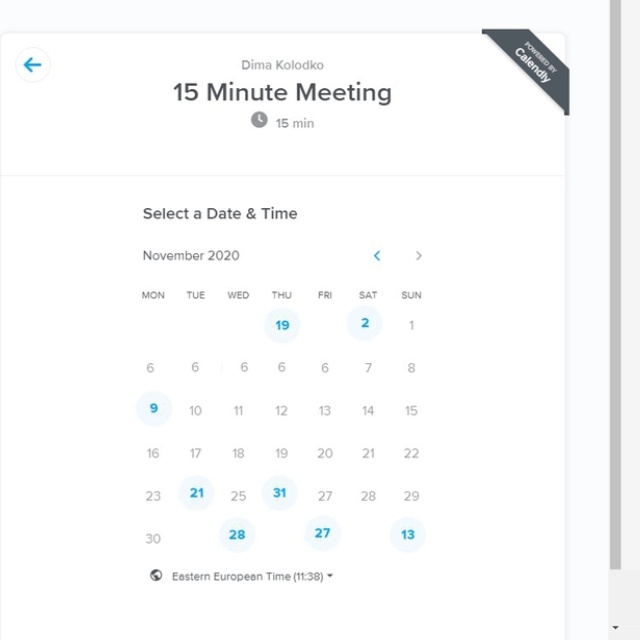 POWERED BY
Calendly
Dima Kolodko
15 Minute Meeting
15 min
Select a Date & Time
November 2020
MON TUE WED THU FRI SAT SUN
19 2 1
6 6 6 6 6 7 8
9 10 11 12 13 14 15
16 17 18 19 20 21 22
23 21 25 31 27 28 29
30 28 27 13
Eastern European Time (11:38)